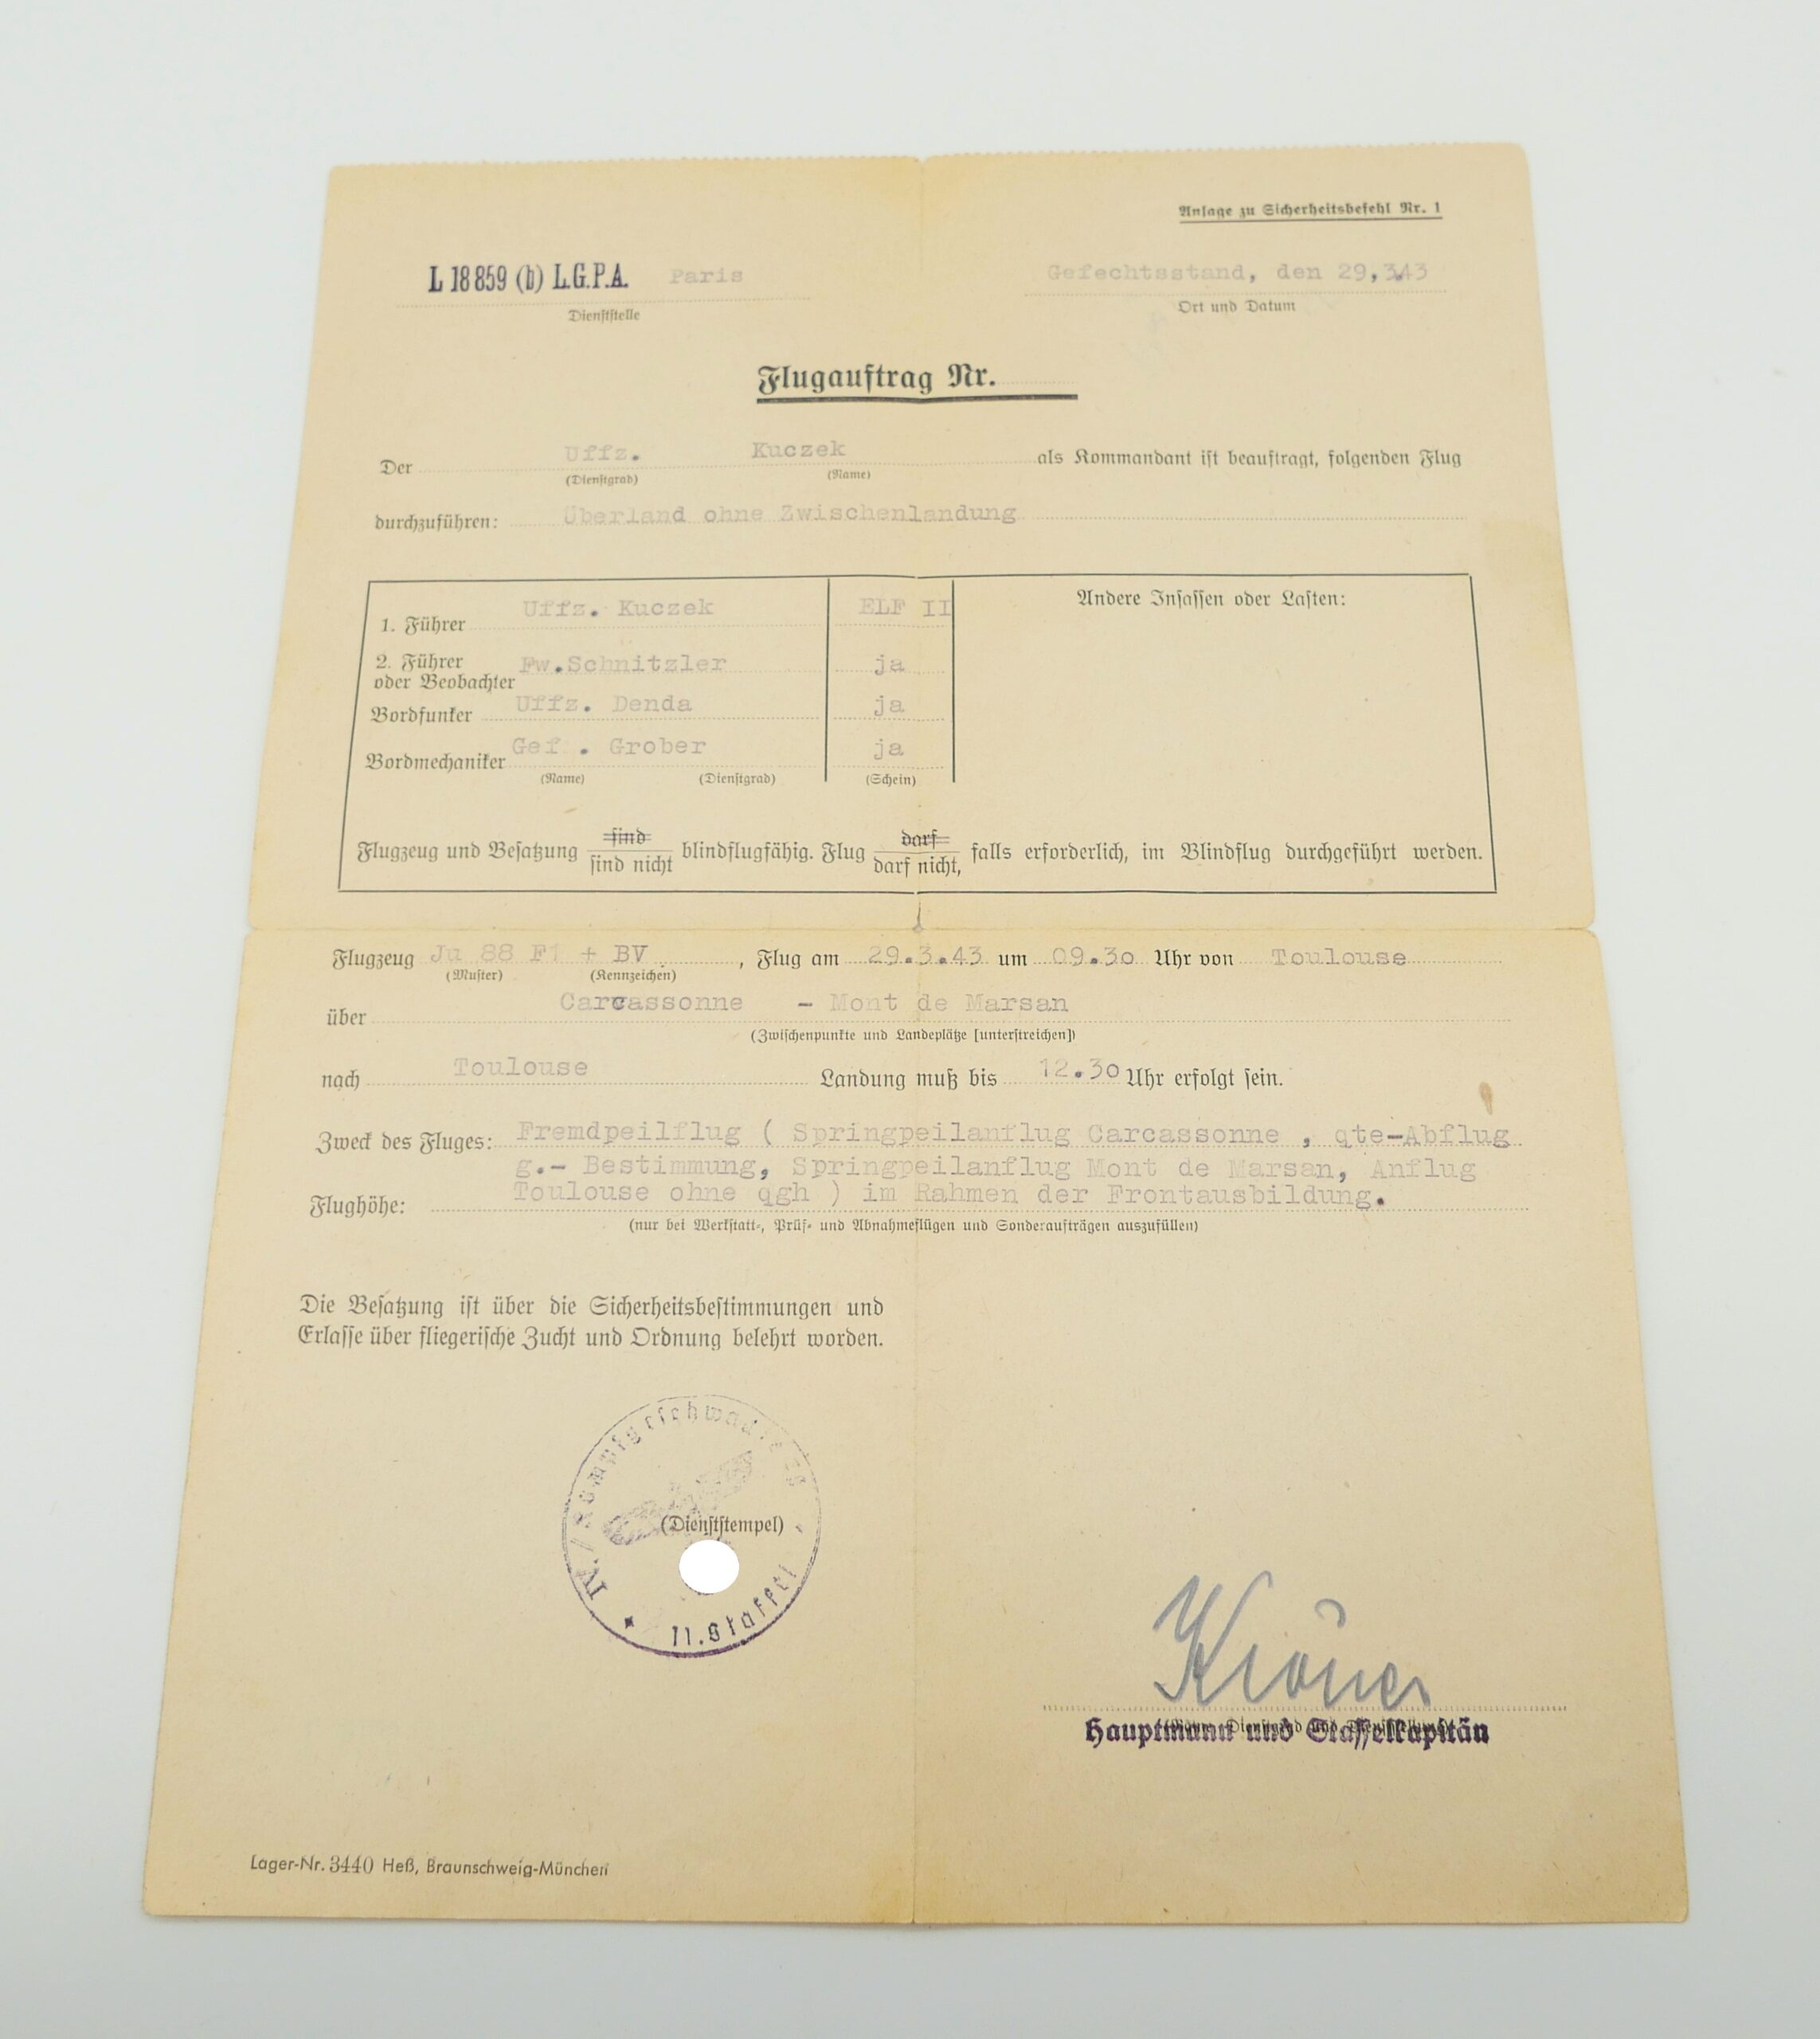 Anlage zu Sicherheitsbefehl Nr. 1
L 18859 (b) L.G.P.A. Paris
Gefechtsstand, den 29,3.43
Dienststelle
Ort und Datum
Flugauftrag Nr.
Der Uffz. Kuczek als Kommandant ist beauftragt, folgenden Flug
(Dienstgrad) (Name)
durchzuführen: Überland ohne Zwischenlandung
Andere Insassen oder Lasten:
1. Führer Uffz. Kuczek ELF II
2. Führer
oder Beobachter Fw.Schnitzler ja
Bordfunker Uffz. Denda ja
Bordmechaniker Gef . Grober ja
(Name) (Dienstgrad) (Schein)
sind darf
Flugzeug und Besatzung blindflugfähig. Flug falls erforderlich, im Blindflug durchgeführt werden.
sind nicht darf nicht,
Flugzeug Ju 88 F1 + BV , Flug am 29.3.43 um 09.30 Uhr von Toulouse
(Muster) (Kennzeichen)
über Carcassonne - Mont de Marsan
(Zwischenpunkte und Landeplätze [unterstreichen])
nach Toulouse Landung muß bis 12.30 Uhr erfolgt sein.
Zweck des Fluges: Fremdpeilflug ( Springpeilanflug Carcassonne , qte-Abflug
g.- Bestimmung, Springpeilanflug Mont de Marsan, Anflug
Flughöhe: Toulouse ohne qgh ) im Rahmen der Frontausbildung.
(nur bei Werkstatt-, Prüf- und Abnahmeflügen und Sonderaufträgen auszufüllen)
Die Besatzung ist über die Sicherheitsbestimmungen und
Erlasse über fliegerische Zucht und Ordnung belehrt worden.
IV./Kampfgeschwader
(Dienststempel)
11.Staffel
Kröner
Hauptmann und Staffelkapitän
Lager-Nr. 3440 Heß, Braunschweig-München